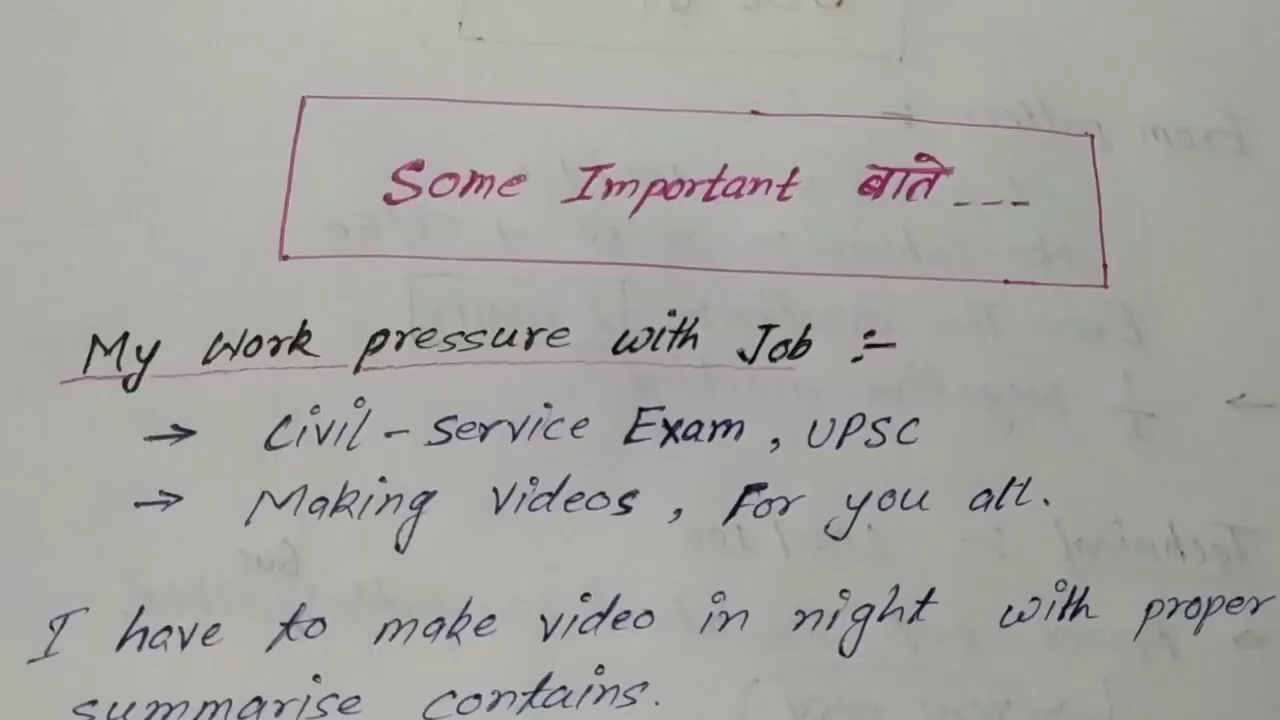 Some Important बाते ---
My work pressure with Job :-
→ Civil - Service Exam , UPSC
→ Making Videos , For you all.
I have to make video in night with proper
summarise contains.